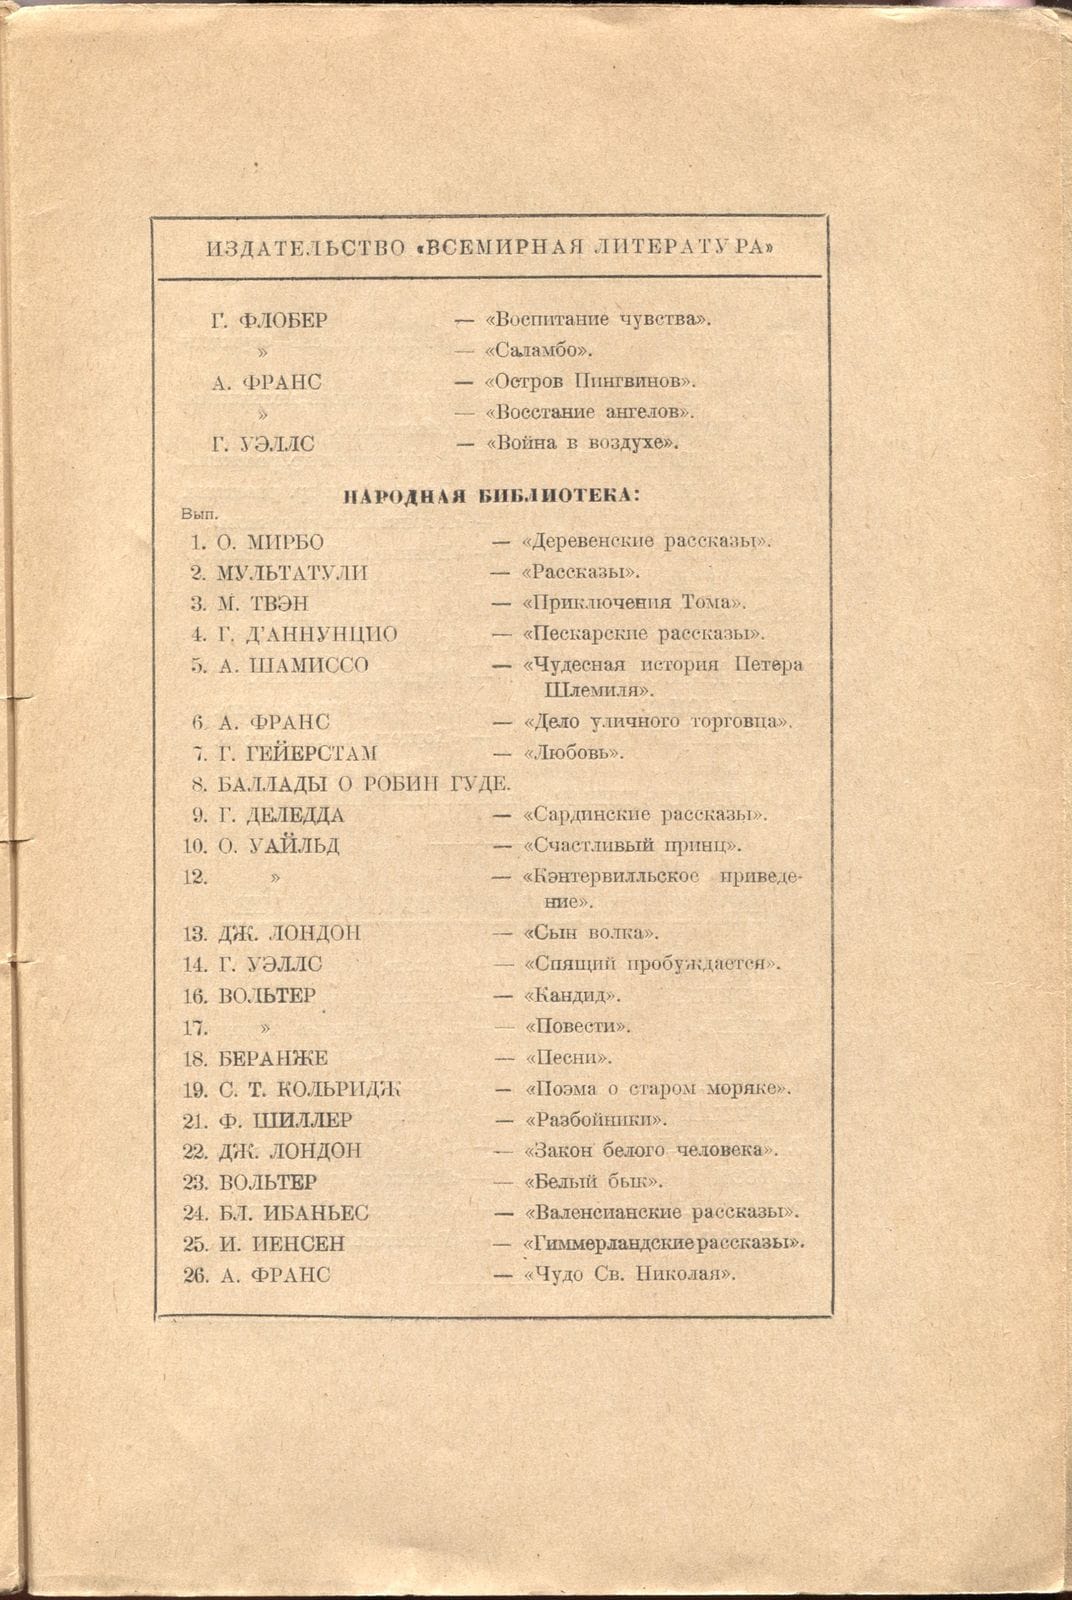 ИЗДАТЕЛЬСТВО «ВСЕМИРНАЯ ЛИТЕРАТУРА»
Г. ФЛОБЕР — «Воспитание чувства».
» — «Саламбо».
А. ФРАНС — «Остров Пингвинов».
» — «Восстание ангелов».
Г. УЭЛЛС — «Война в воздухе».
НАРОДНАЯ БИБЛИОТЕКА:
Вып.
1. О. МИРБО — «Деревенские рассказы».
2. МУЛЬТАТУЛИ — «Рассказы».
3. М. ТВЭН — «Приключения Тома».
4. Г. Д'АННУНЦИО — «Пескарские рассказы».
5. А. ШАМИССО — «Чудесная история Петера
Шлемиля».
6. А. ФРАНС — «Дело уличного торговца».
7. Г. ГЕЙЕРСТАМ — «Любовь».
8. БАЛЛАДЫ О РОБИН ГУДЕ.
9. Г. ДЕЛЕДДА — «Сардинские рассказы».
10. О. УАЙЛЬД — «Счастливый принц».
12. » — «Кэнтервилльское приведе-
ние».
13. ДЖ. ЛОНДОН — «Сын волка».
14. Г. УЭЛЛС — «Спящий пробуждается».
16. ВОЛЬТЕР — «Кандид».
17. » — «Повести».
18. БЕРАНЖЕ — «Песни».
19. С. Т. КОЛЬРИДЖ — «Поэма о старом моряке».
21. Ф. ШИЛЛЕР — «Разбойники».
22. ДЖ. ЛОНДОН — «Закон белого человека».
23. ВОЛЬТЕР — «Белый бык».
24. БЛ. ИБАНЬЕС — «Валенсианские рассказы».
25. И. ИЕНСЕН — «Гиммерландские рассказы».
26. А. ФРАНС — «Чудо Св. Николая».